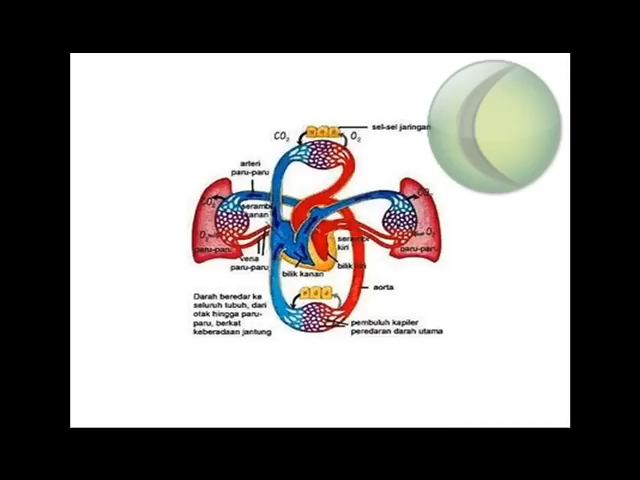 sel-sel jaringan
CO₂
O₂
arteri
paru-paru
CO₂
CO₂
serambi
kanan
O₂
O₂
serambi
kiri
paru-paru
paru-paru
vena
paru-paru
bilik kanan
bilik kiri
aorta
Darah beredar ke
seluruh tubuh, dari
otak hingga paru-
paru, berkat
keberadaan jantung
pembuluh kapiler
peredaran darah utama